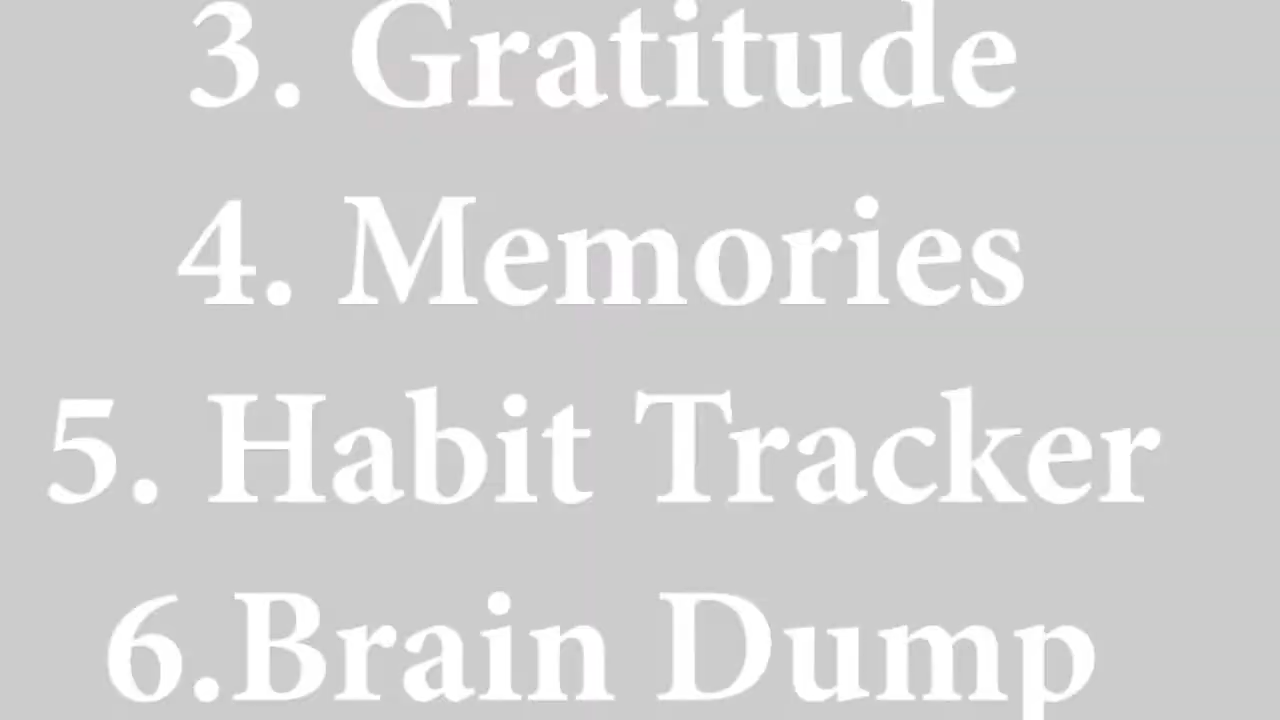 3. Gratitude
4. Memories
5. Habit Tracker
6.Brain Dump